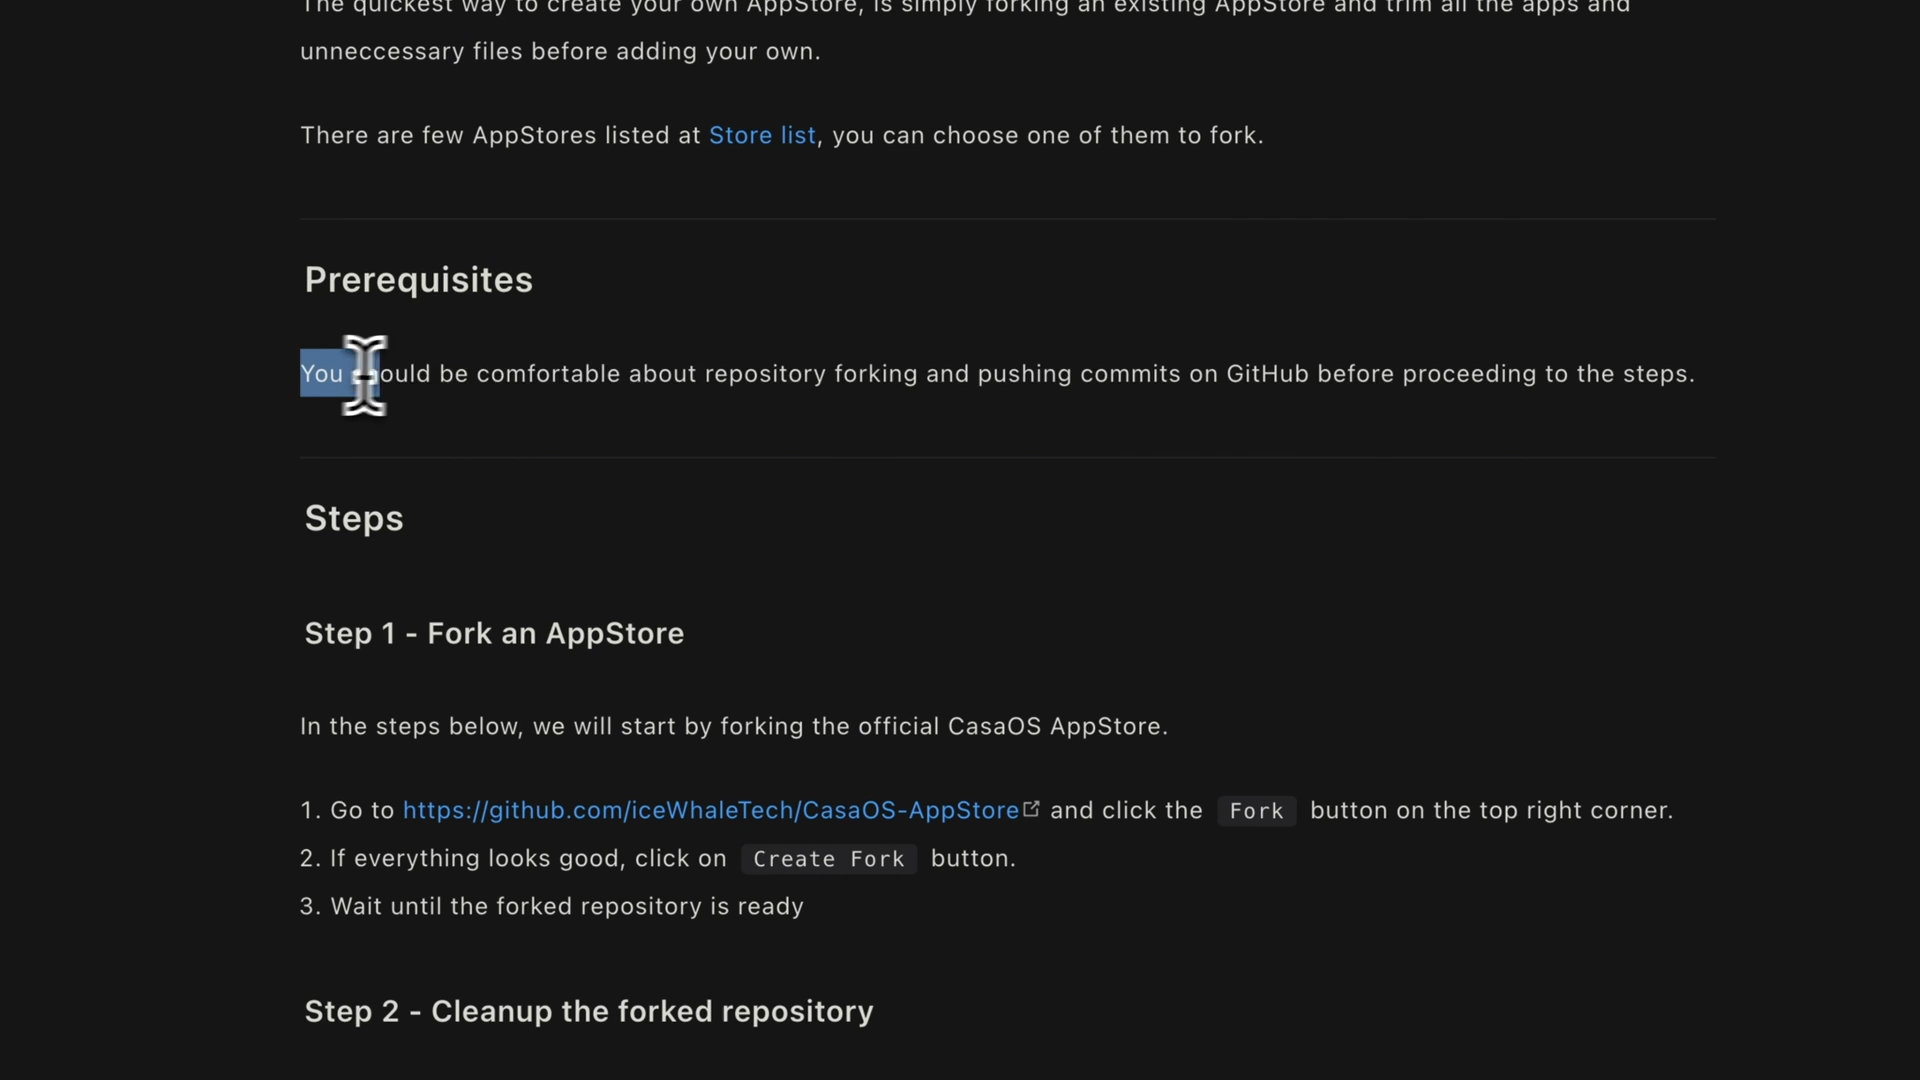 The quickest way to create your own AppStore, is simply forking an existing AppStore and trim all the apps and
unneccessary files before adding your own.
There are few AppStores listed at Store list, you can choose one of them to fork.
Prerequisites
You should be comfortable about repository forking and pushing commits on GitHub before proceeding to the steps.
Steps
Step 1 - Fork an AppStore
In the steps below, we will start by forking the official CasaOS AppStore.
1. Go to https://github.com/iceWhaleTech/CasaOS-AppStore and click the Fork button on the top right corner.
2. If everything looks good, click on Create Fork button.
3. Wait until the forked repository is ready
Step 2 - Cleanup the forked repository